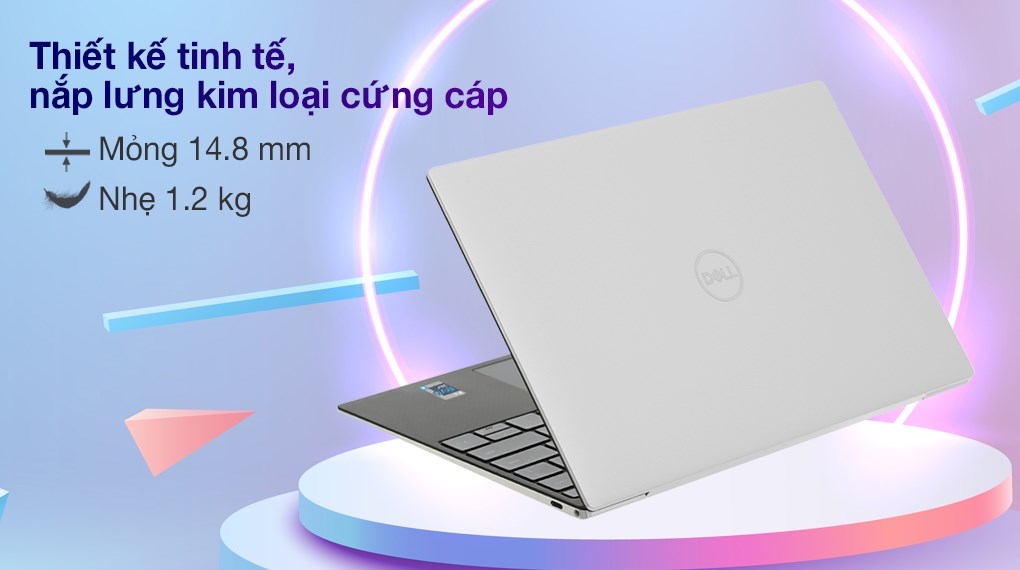 Thiết kế tinh tế,
nắp lưng kim loại cứng cáp
Mỏng 14.8 mm
Nhẹ 1.2 kg
DELL